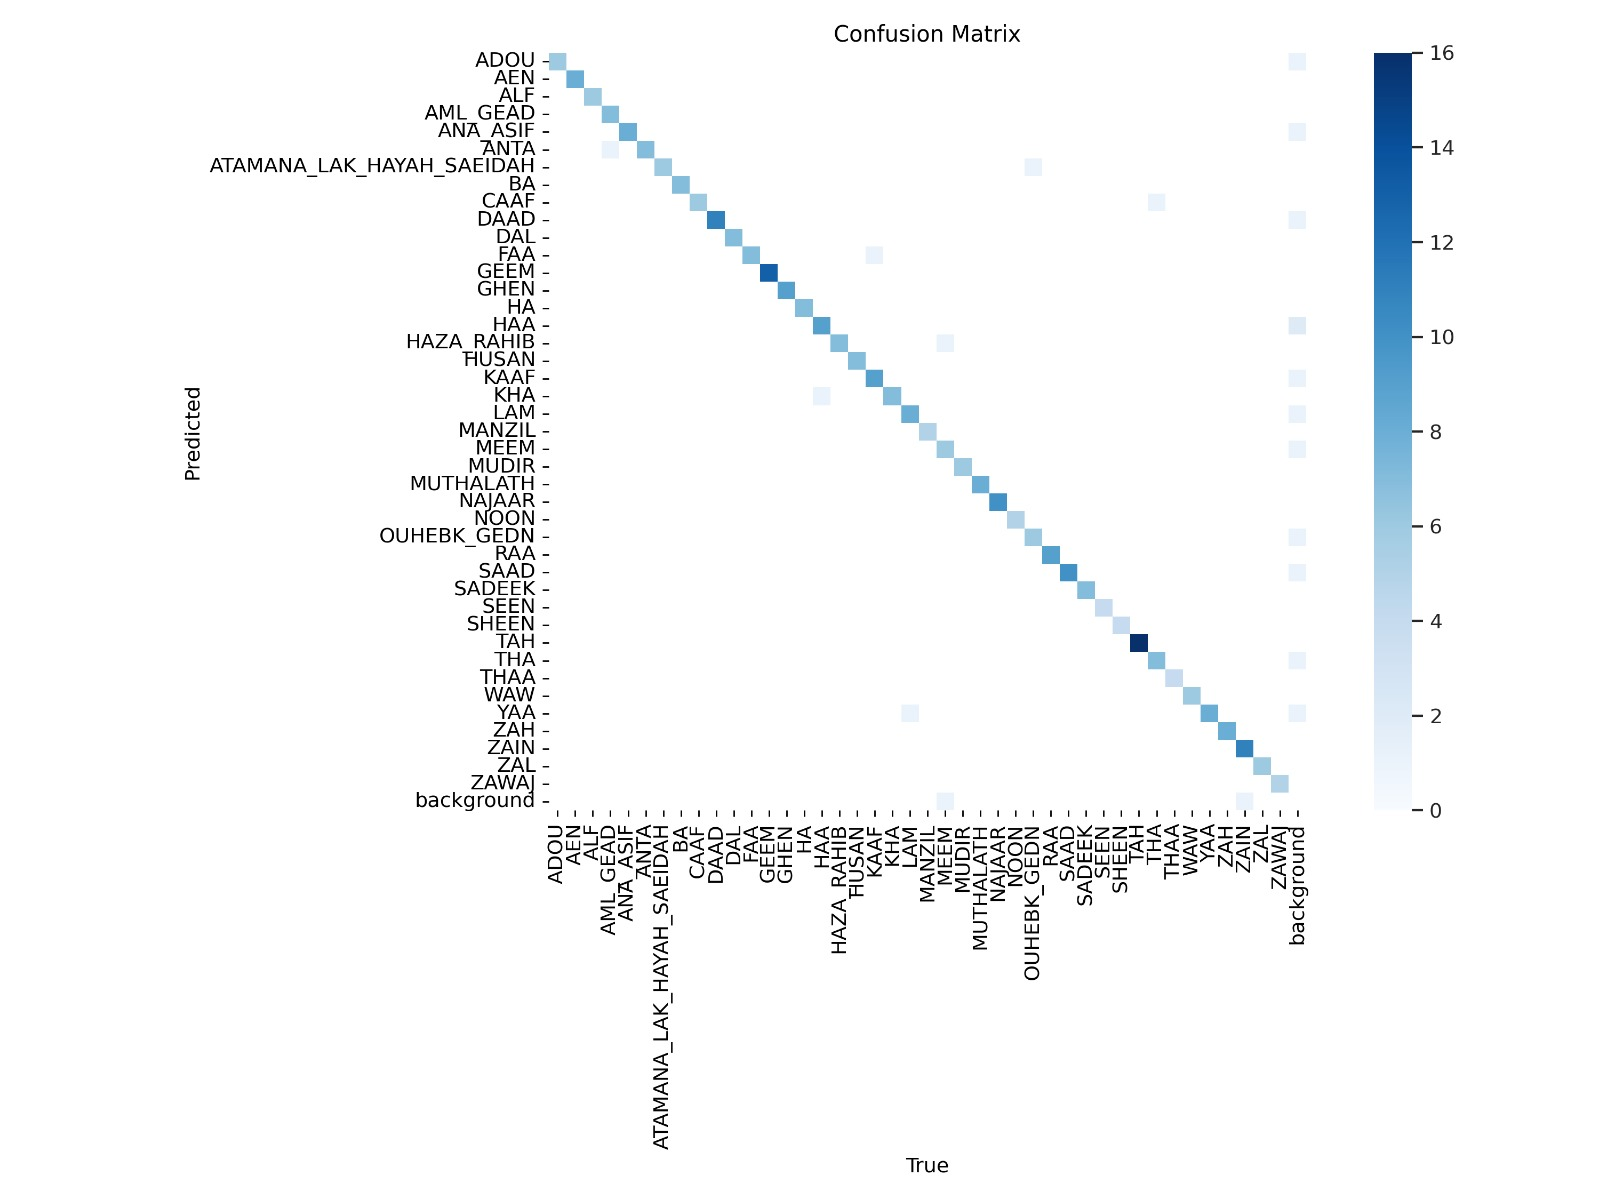 Confusion Matrix
ADOU
AEN
ALF
AML_GEAD
ANA_ASIF
ANTA
ATAMANA_LAK_HAYAH_SAEIDAH
BA
CAAF
DAAD
DAL
FAA
GEEM
GHEN
HA
HAA
HAZA_RAHIB
HUSAN
KAAF
KHA
LAM
MANZIL
MEEM
MUDIR
MUTHALATH
NAJAAR
NOON
OUHEBK_GEDN
RAA
SAAD
SADEEK
SEEN
SHEEN
TAH
THA
THAA
WAW
YAA
ZAH
ZAIN
ZAL
ZAWAJ
background
Predicted
ADOU
AEN
ALF
AML_GEAD
ANA_ASIF
ANTA
ATAMANA_LAK_HAYAH_SAEIDAH
BA
CAAF
DAAD
DAL
FAA
GEEM
GHEN
HA
HAA
HAZA_RAHIB
HUSAN
KAAF
KHA
LAM
MANZIL
MEEM
MUDIR
MUTHALATH
NAJAAR
NOON
OUHEBK_GEDN
RAA
SAAD
SADEEK
SEEN
SHEEN
TAH
THA
THAA
WAW
YAA
ZAH
ZAIN
ZAL
ZAWAJ
background
True
16
14
12
10
8
6
4
2
0